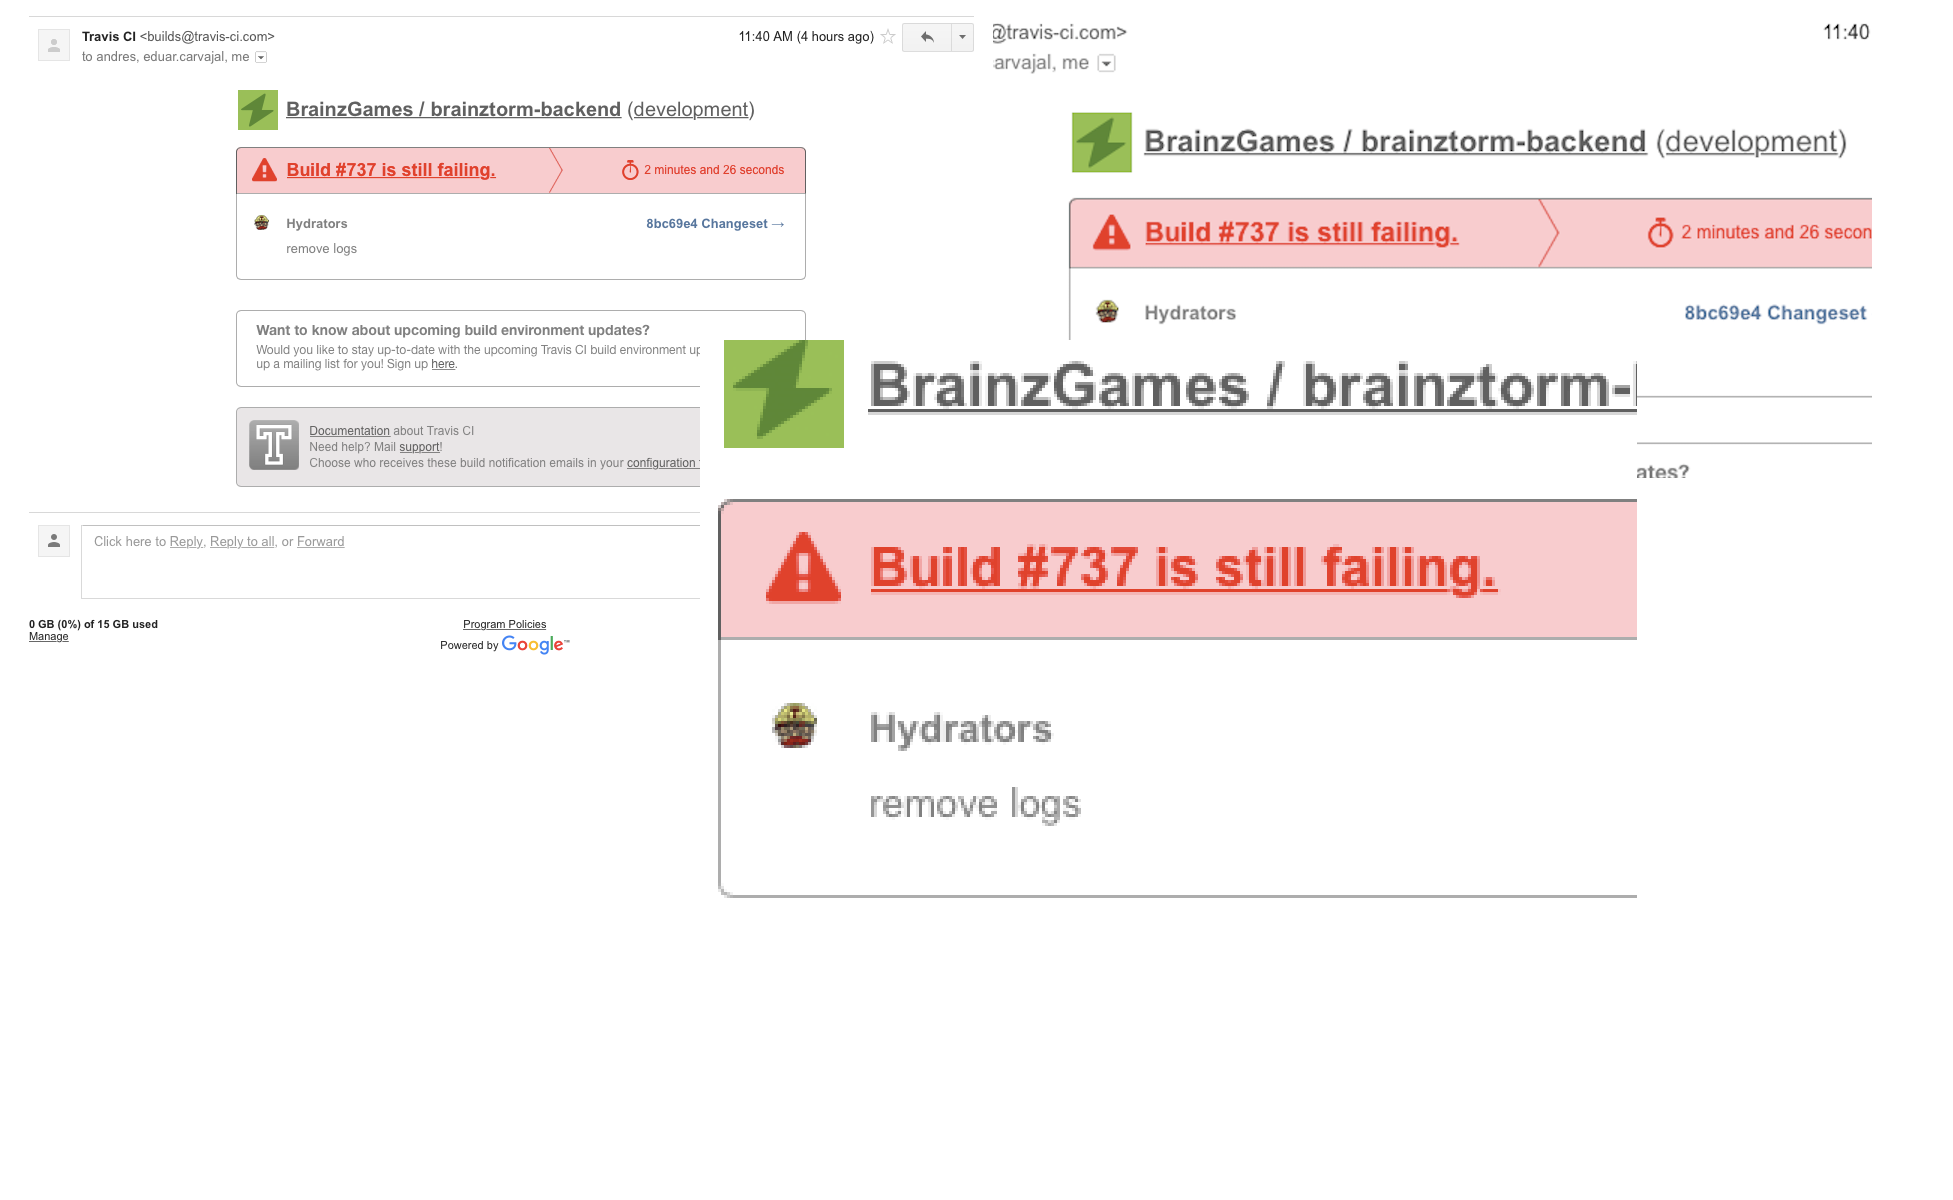 Travis CI <builds@travis-ci.com>
11:40 AM (4 hours ago)
to andres, eduar.carvajal, me
BrainzGames / brainztorm-backend (development)
Build #737 is still failing.
2 minutes and 26 seconds
Hydrators
8bc69e4 Changeset →
remove logs
Want to know about upcoming build environment updates?
Would you like to stay up-to-date with the upcoming Travis CI build environment up
up a mailing list for you! Sign up here.
T
Documentation about Travis CI
Need help? Mail support!
Choose who receives these build notification emails in your configuration
Click here to Reply, Reply to all, or Forward
0 GB (0%) of 15 GB used
Manage
Program Policies
Powered by Google™
@travis-ci.com>
11:40
arvajal, me
BrainzGames / brainztorm-backend (development)
Build #737 is still failing.
2 minutes and 26 secon
Hydrators
8bc69e4 Changeset
ates?
BrainzGames / brainztorm-
Build #737 is still failing.
Hydrators
remove logs